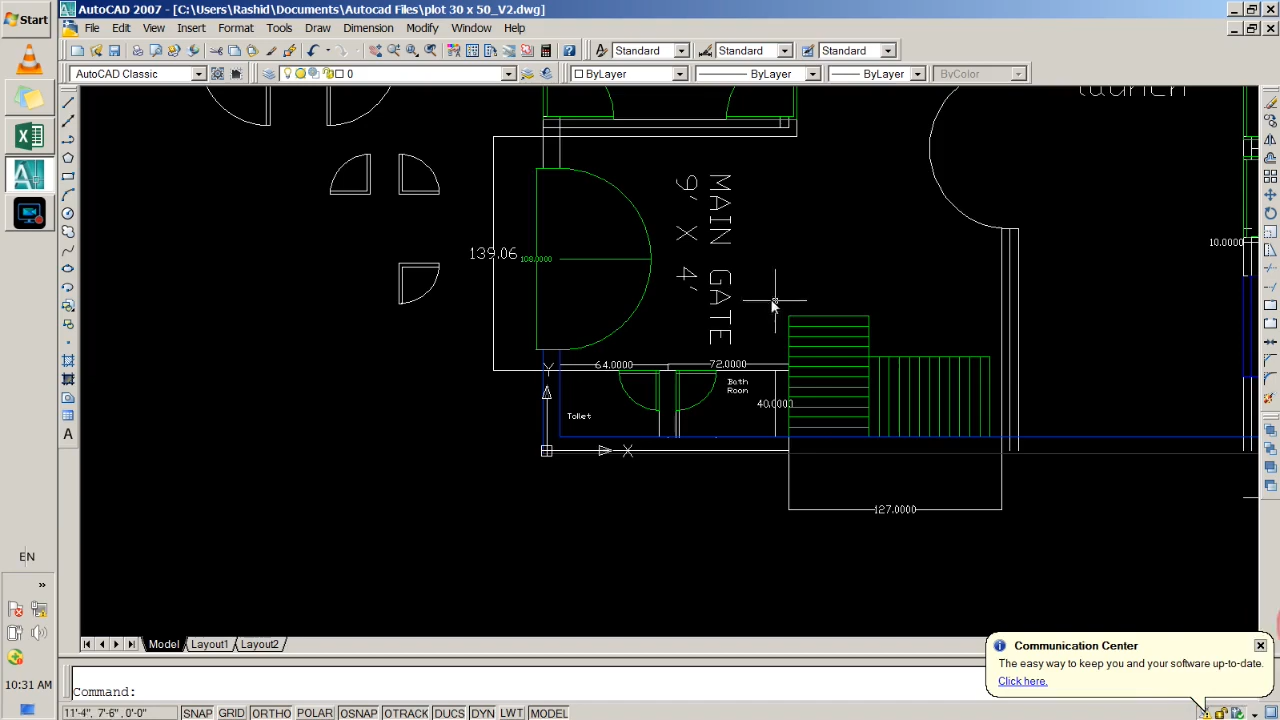 Start
AutoCAD 2007 - [C:\Users\Rashid\Documents\Autocad Files\plot 30 x 50_V2.dwg]
File Edit View Insert Format Tools Draw Dimension Modify Window Help
Standard Standard Standard
AutoCAD Classic 0 ByLayer ByLayer ByLayer ByColor
MAIN GATE
9' X 4'
139.06
108.0000
10.0000
64.0000
72.0000
Y
Bath
Room
40.0000
Toilet
X
127.0000
EN
»
10:31 AM
Model Layout1 Layout2
Communication Center
The easy way to keep you and your software up-to-date.
Click here.
Command:
11'-4", 7'-6" , 0'-0" SNAP GRID ORTHO POLAR OSNAP OTRACK DUCS DYN LWT MODEL